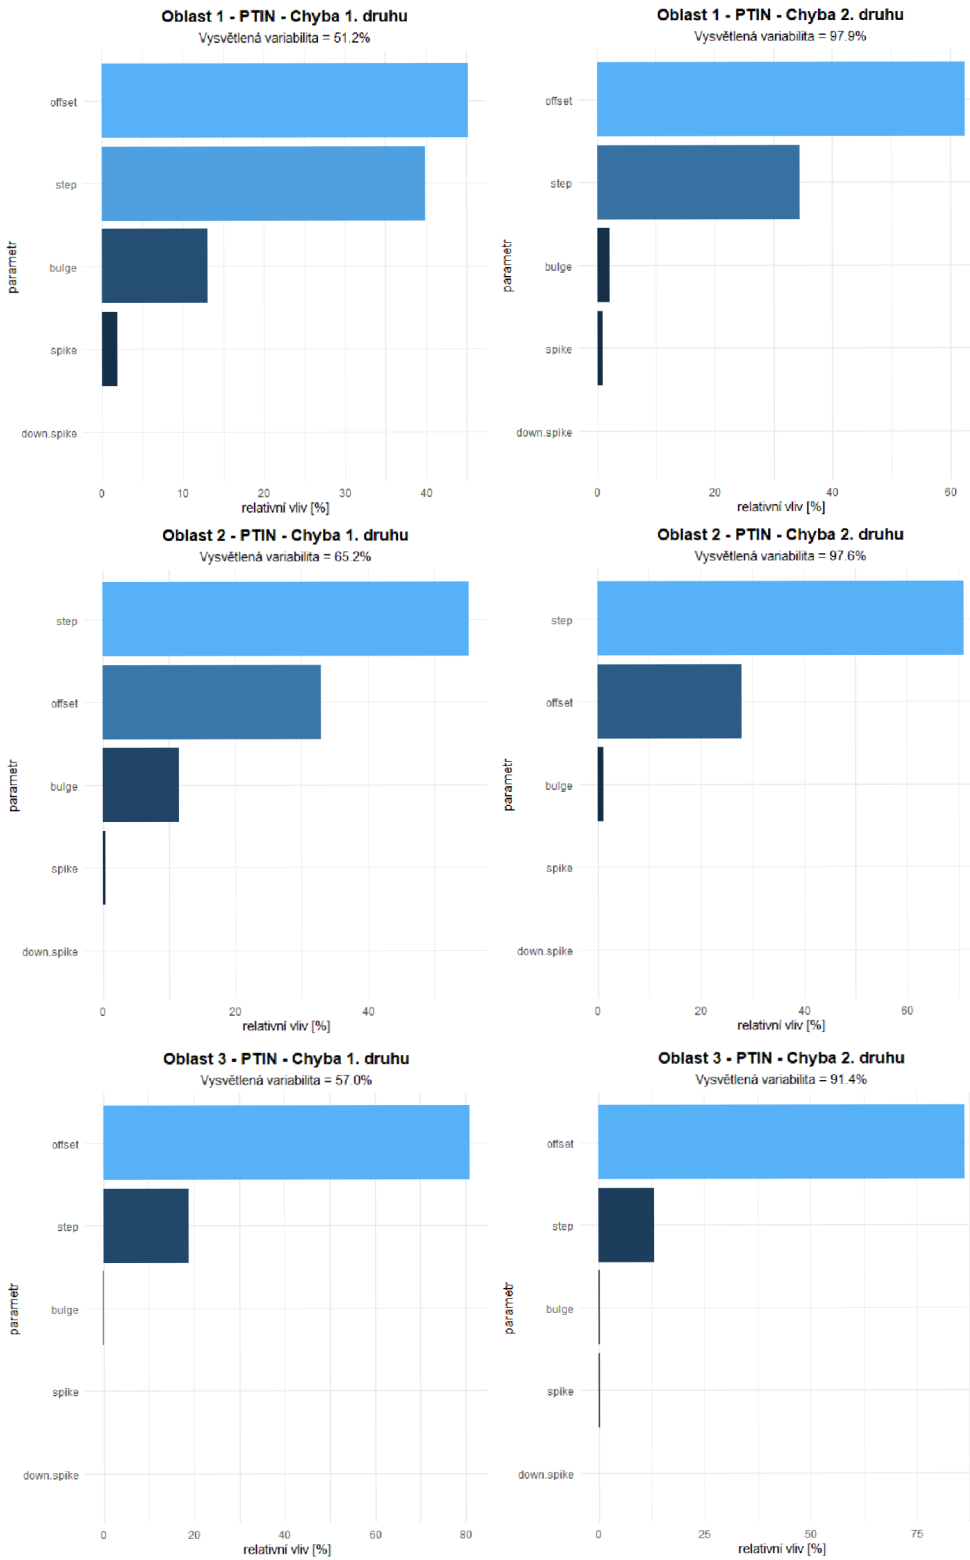 Oblast 1 - PTIN - Chyba 1. druhu
Vysvětlená variabilita = 51.2%
parametr
offset
step
bulge
spike
down.spike
0 10 20 30 40
relativní vliv [%]
Oblast 1 - PTIN - Chyba 2. druhu
Vysvětlená variabilita = 97.9%
parametr
offset
step
bulge
spike
down.spike
0 20 40 60
relativní vliv [%]
Oblast 2 - PTIN - Chyba 1. druhu
Vysvětlená variabilita = 65.2%
parametr
step
offset
bulge
spike
down.spike
0 20 40
relativní vliv [%]
Oblast 2 - PTIN - Chyba 2. druhu
Vysvětlená variabilita = 97.6%
parametr
step
offset
bulge
spike
down.spike
0 20 40 60
relativní vliv [%]
Oblast 3 - PTIN - Chyba 1. druhu
Vysvětlená variabilita = 57.0%
parametr
offset
step
bulge
spike
down.spike
0 20 40 60 80
relativní vliv [%]
Oblast 3 - PTIN - Chyba 2. druhu
Vysvětlená variabilita = 91.4%
parametr
offset
step
bulge
spike
down.spike
0 25 50 75
relativní vliv [%]